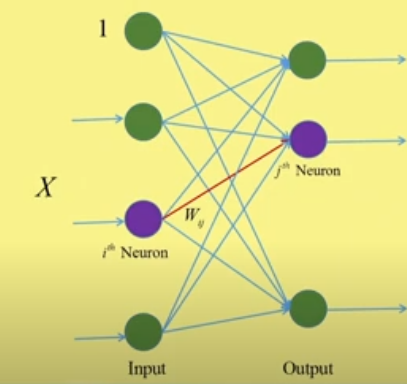 1
X
j^th Neuron
W_ij
i^th Neuron
Input
Output